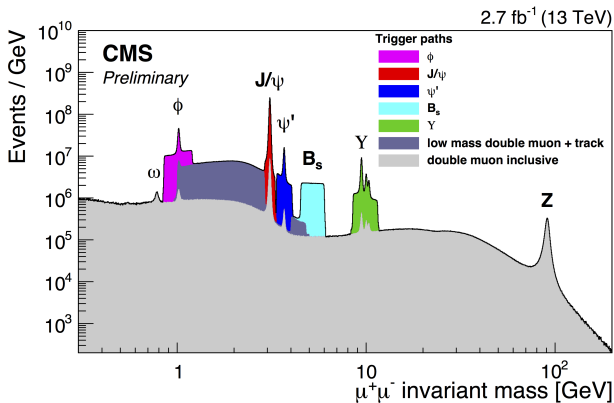 2.7 fb⁻¹ (13 TeV)
Events / GeV
10¹⁰
10⁹
10⁸
10⁷
10⁶
10⁵
10⁴
10³
CMS
Preliminary
ω
ϕ
J/ψ
ψ'
Bₛ
Υ
Z
Trigger paths
ϕ
J/ψ
ψ'
Bₛ
Υ
low mass double muon + track
double muon inclusive
1
10
10²
μ⁺μ⁻ invariant mass [GeV]